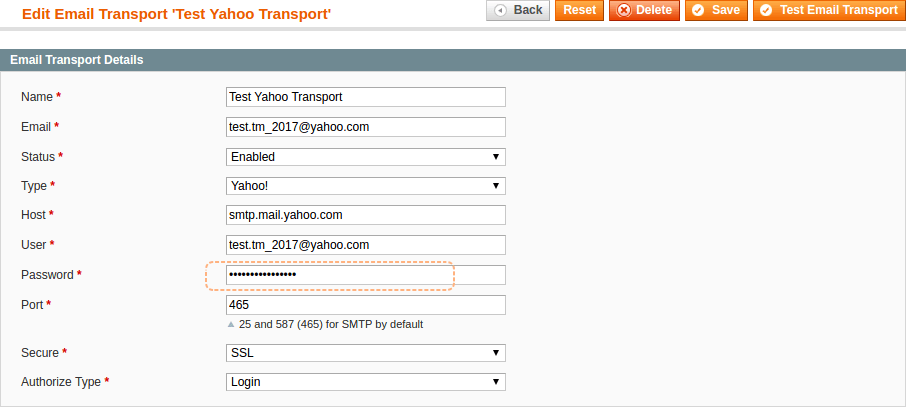 Edit Email Transport 'Test Yahoo Transport'
Back Reset Delete Save Test Email Transport
Email Transport Details
Name * Test Yahoo Transport
Email * test.tm_2017@yahoo.com
Status * Enabled
Type * Yahoo!
Host * smtp.mail.yahoo.com
User * test.tm_2017@yahoo.com
Password * ••••••••••••••••
Port * 465
25 and 587 (465) for SMTP by default
Secure * SSL
Authorize Type * Login